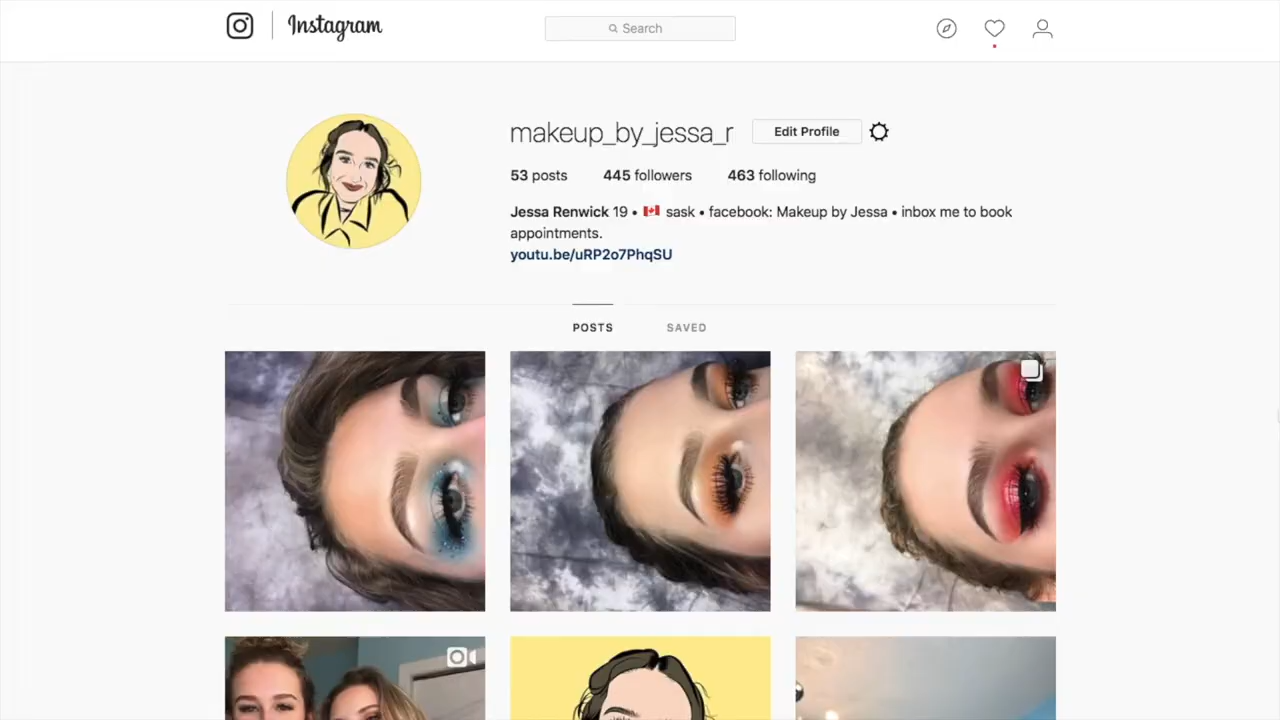 Instagram
Search
makeup_by_jessa_r
Edit Profile
53 posts 445 followers 463 following
Jessa Renwick 19 • 🇨🇦 sask • facebook: Makeup by Jessa • inbox me to book
appointments.
youtu.be/uRP2o7PhqSU
POSTS SAVED